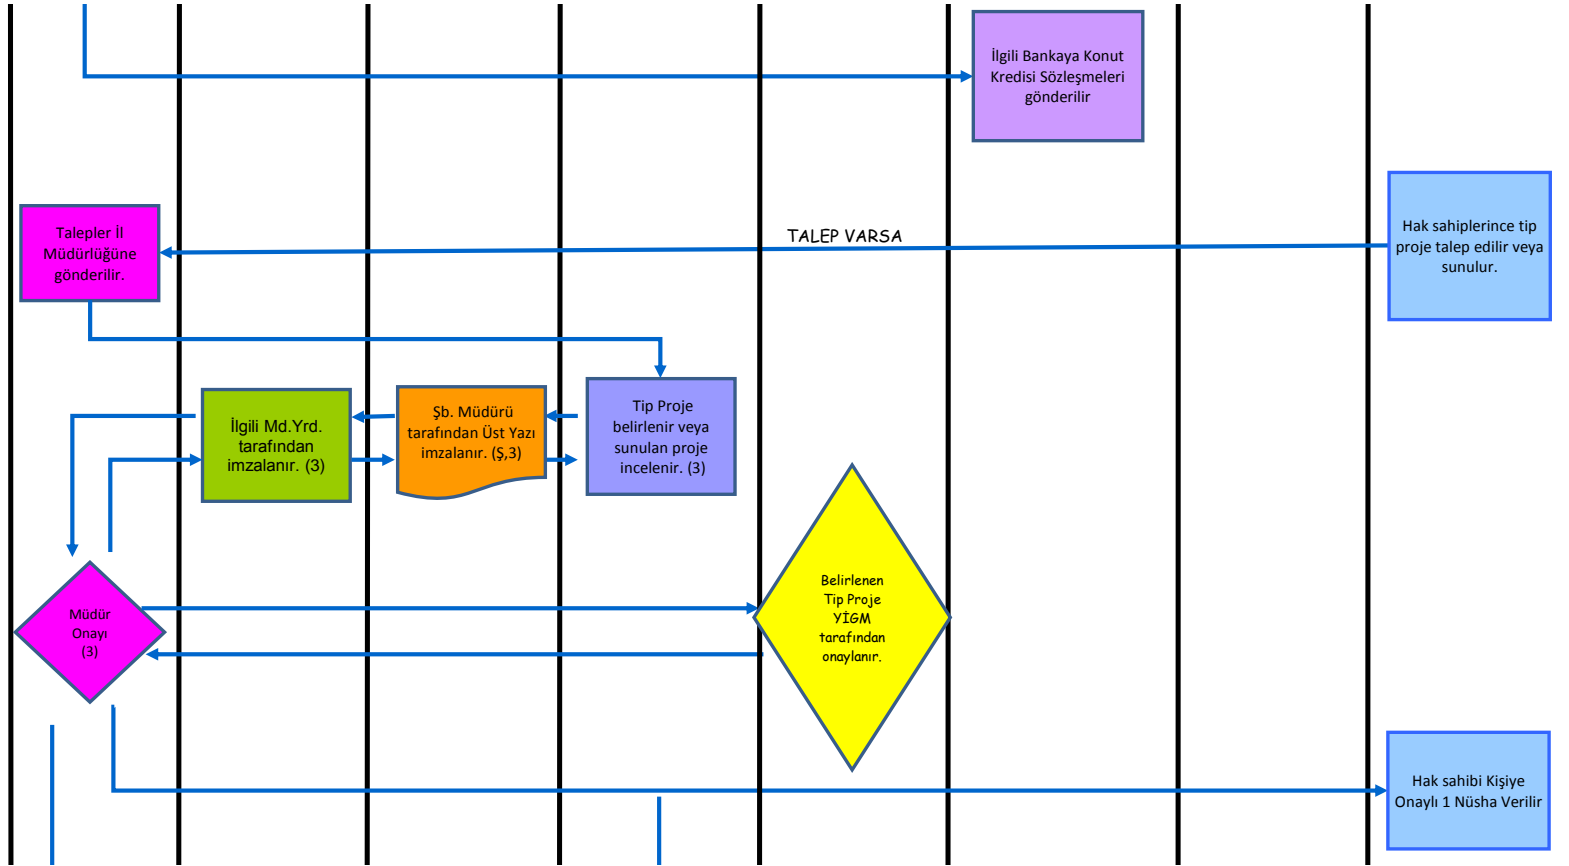 İlgili Bankaya Konut
Kredisi Sözleşmeleri
gönderilir
Talepler İl
Müdürlüğüne
gönderilir.
TALEP VARSA
Hak sahiplerince tip
proje talep edilir veya
sunulur.
İlgili Md.Yrd.
tarafından
imzalanır. (3)
Şb. Müdürü
tarafından Üst Yazı
imzalanır. (Ş,3)
Tip Proje
belirlenir veya
sunulan proje
incelenir. (3)
Müdür
Onayı
(3)
Belirlenen
Tip Proje
YİGM
tarafından
onaylanır.
Hak sahibi Kişiye
Onaylı 1 Nüsha Verilir